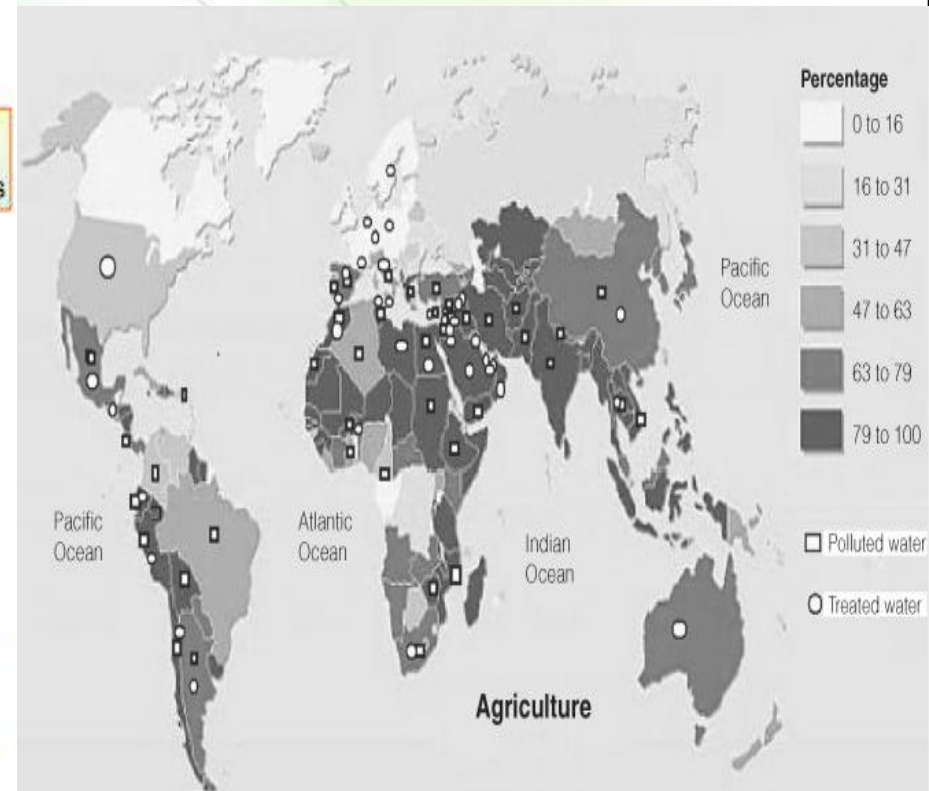 s
Percentage
0 to 16
16 to 31
31 to 47
47 to 63
63 to 79
79 to 100
Pacific
Ocean
Pacific
Ocean
Atlantic
Ocean
Indian
Ocean
Polluted water
Treated water
Agriculture